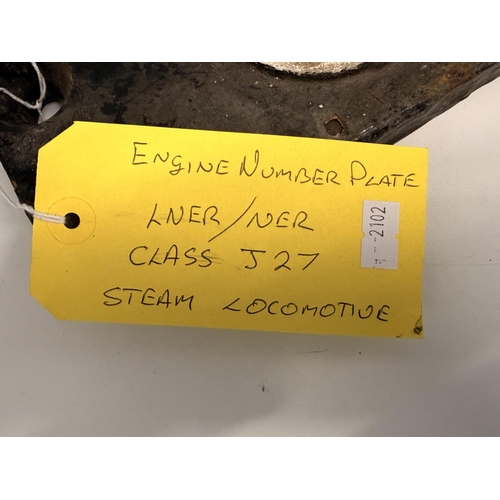 ENGINE NUMBER PLATE
LNER/NER
CLASS J27
STEAM LOCOMOTIVE
2102